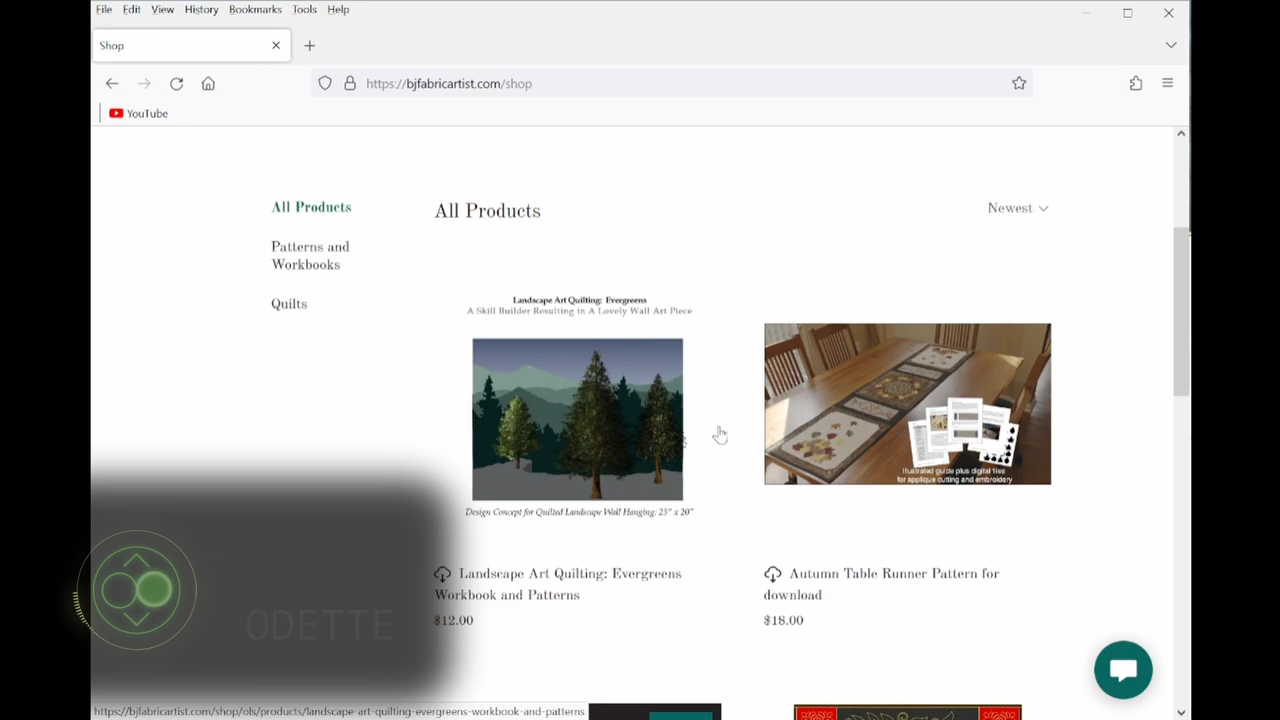 File Edit View History Bookmarks Tools Help
Shop
https://bjfabricartist.com/shop
YouTube
All Products
Patterns and
Workbooks
Quilts
All Products
Newest
Landscape Art Quilting: Evergreens
A Skill Builder Resulting in A Lovely Wall Art Piece
Design Concept for Quilted Landscape Wall Hanging: 23" x 20"
Illustrated guide plus digital files
for applique cutting and embroidery
Landscape Art Quilting: Evergreens
Workbook and Patterns
$12.00
Autumn Table Runner Pattern for
download
$18.00
ODETTE
https://bjfabricartist.com/shop/ols/products/landscape-art-quilting-evergreens-workbook-and-patterns